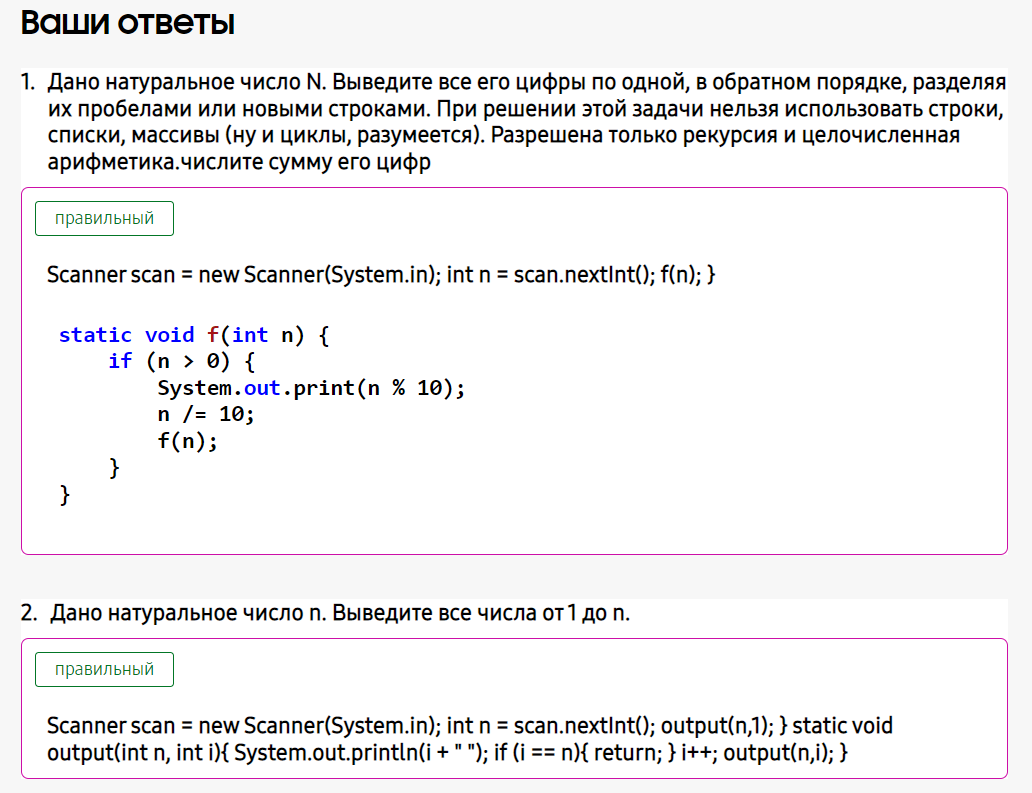 Ваши ответы
1. Дано натуральное число N. Выведите все его цифры по одной, в обратном порядке, разделяя
их пробелами или новыми строками. При решении этой задачи нельзя использовать строки,
списки, массивы (ну и циклы, разумеется). Разрешена только рекурсия и целочисленная
арифметика.числите сумму его цифр
правильный
Scanner scan = new Scanner(System.in); int n = scan.nextInt(); f(n); }
static void f(int n) {
    if (n > 0) {
        System.out.print(n % 10);
        n /= 10;
        f(n);
    }
}
2. Дано натуральное число n. Выведите все числа от 1 до n.
правильный
Scanner scan = new Scanner(System.in); int n = scan.nextInt(); output(n,1); } static void
output(int n, int i){ System.out.println(i + " "); if (i == n){ return; } i++; output(n,i); }